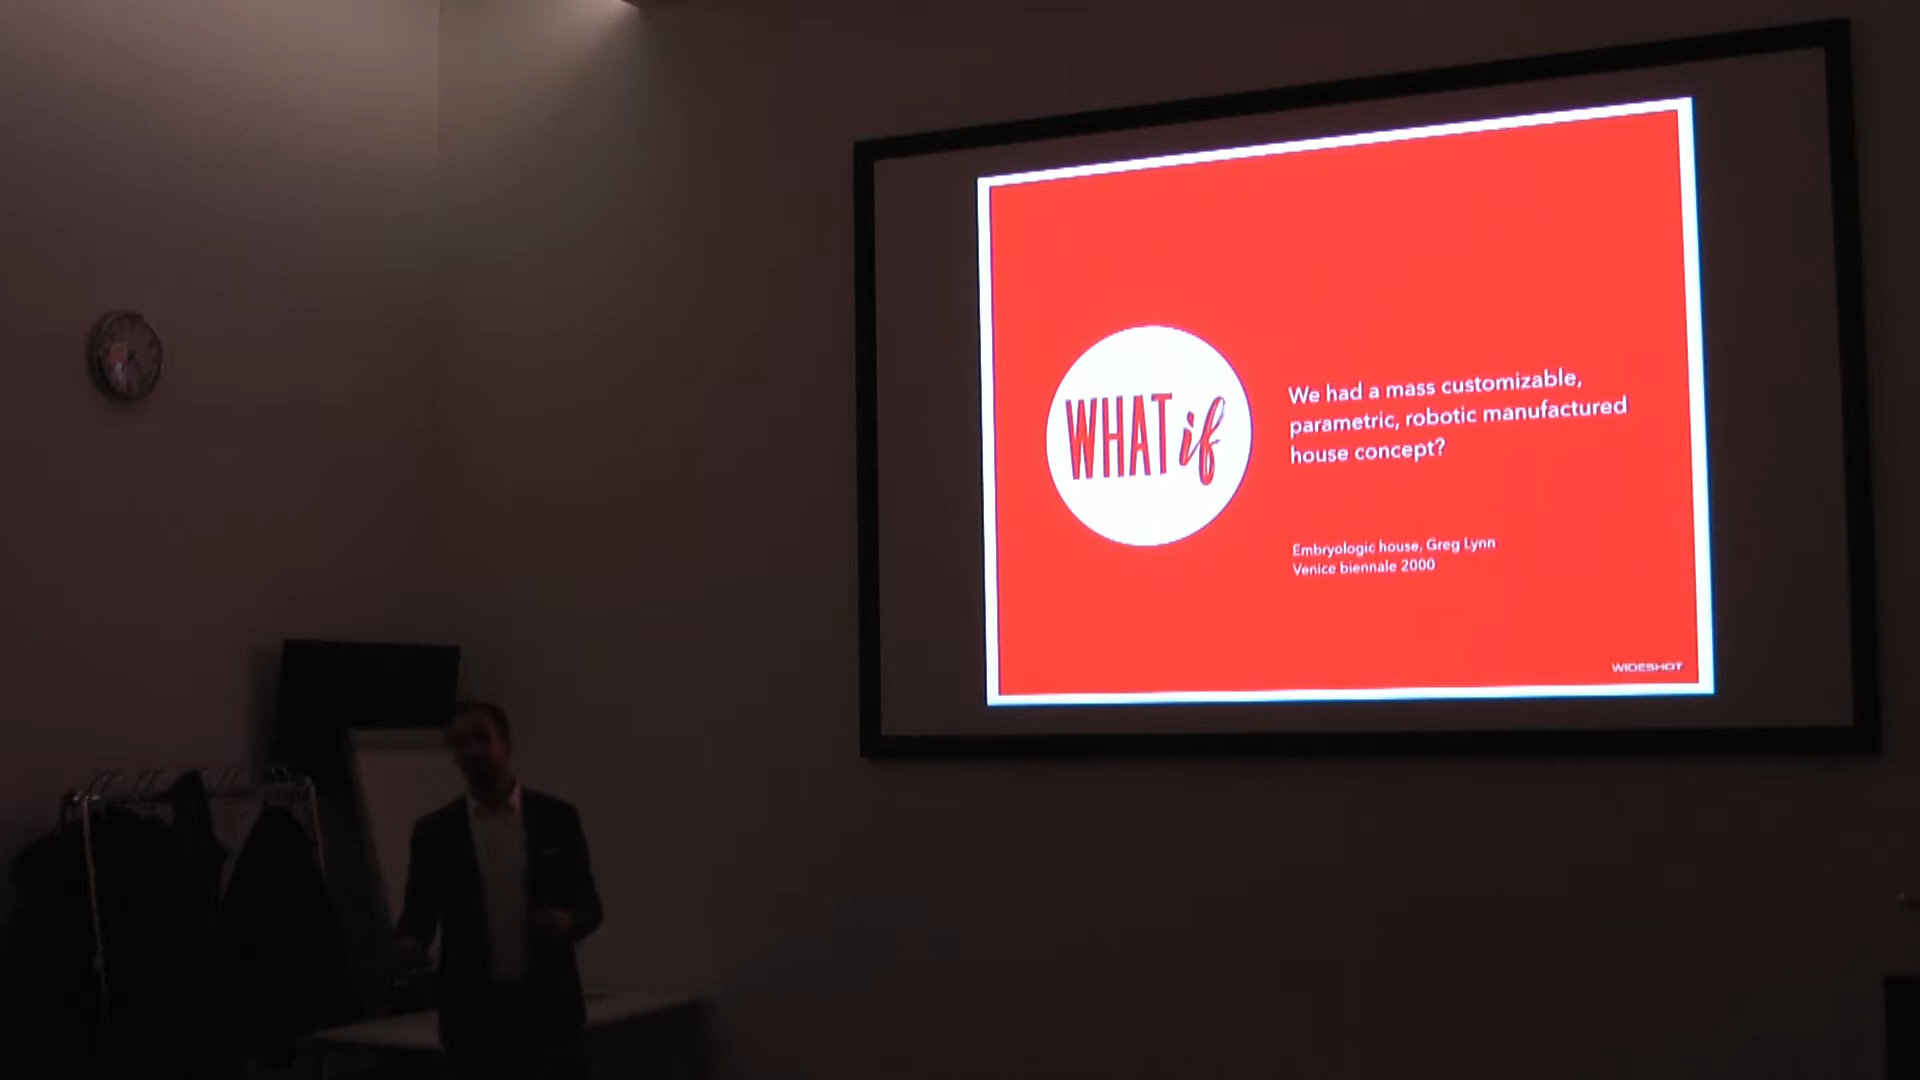 WHAT if
We had a mass customizable,
parametric, robotic manufactured
house concept?
Embryologic house, Greg Lynn
Venice biennale 2000
WIDESHOT